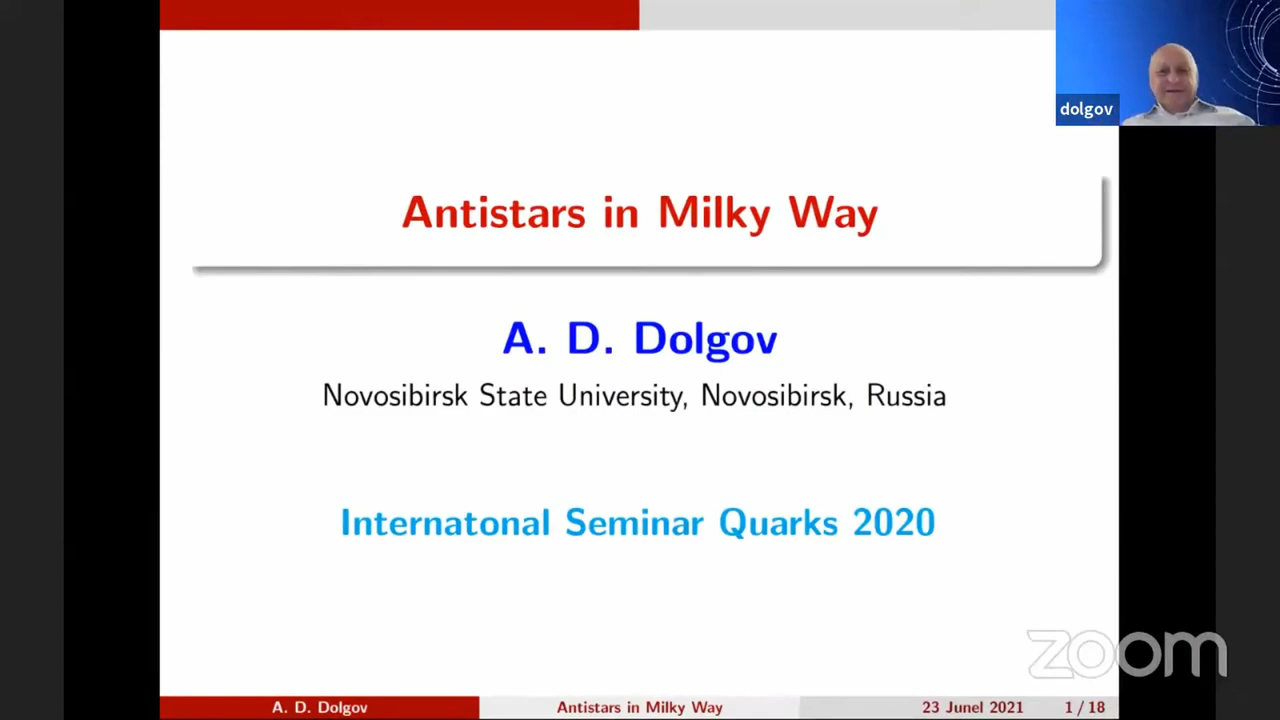 dolgov
Antistars in Milky Way
A. D. Dolgov
Novosibirsk State University, Novosibirsk, Russia
Internatonal Seminar Quarks 2020
zoom
A. D. Dolgov Antistars in Milky Way 23 Junel 2021 1 / 18